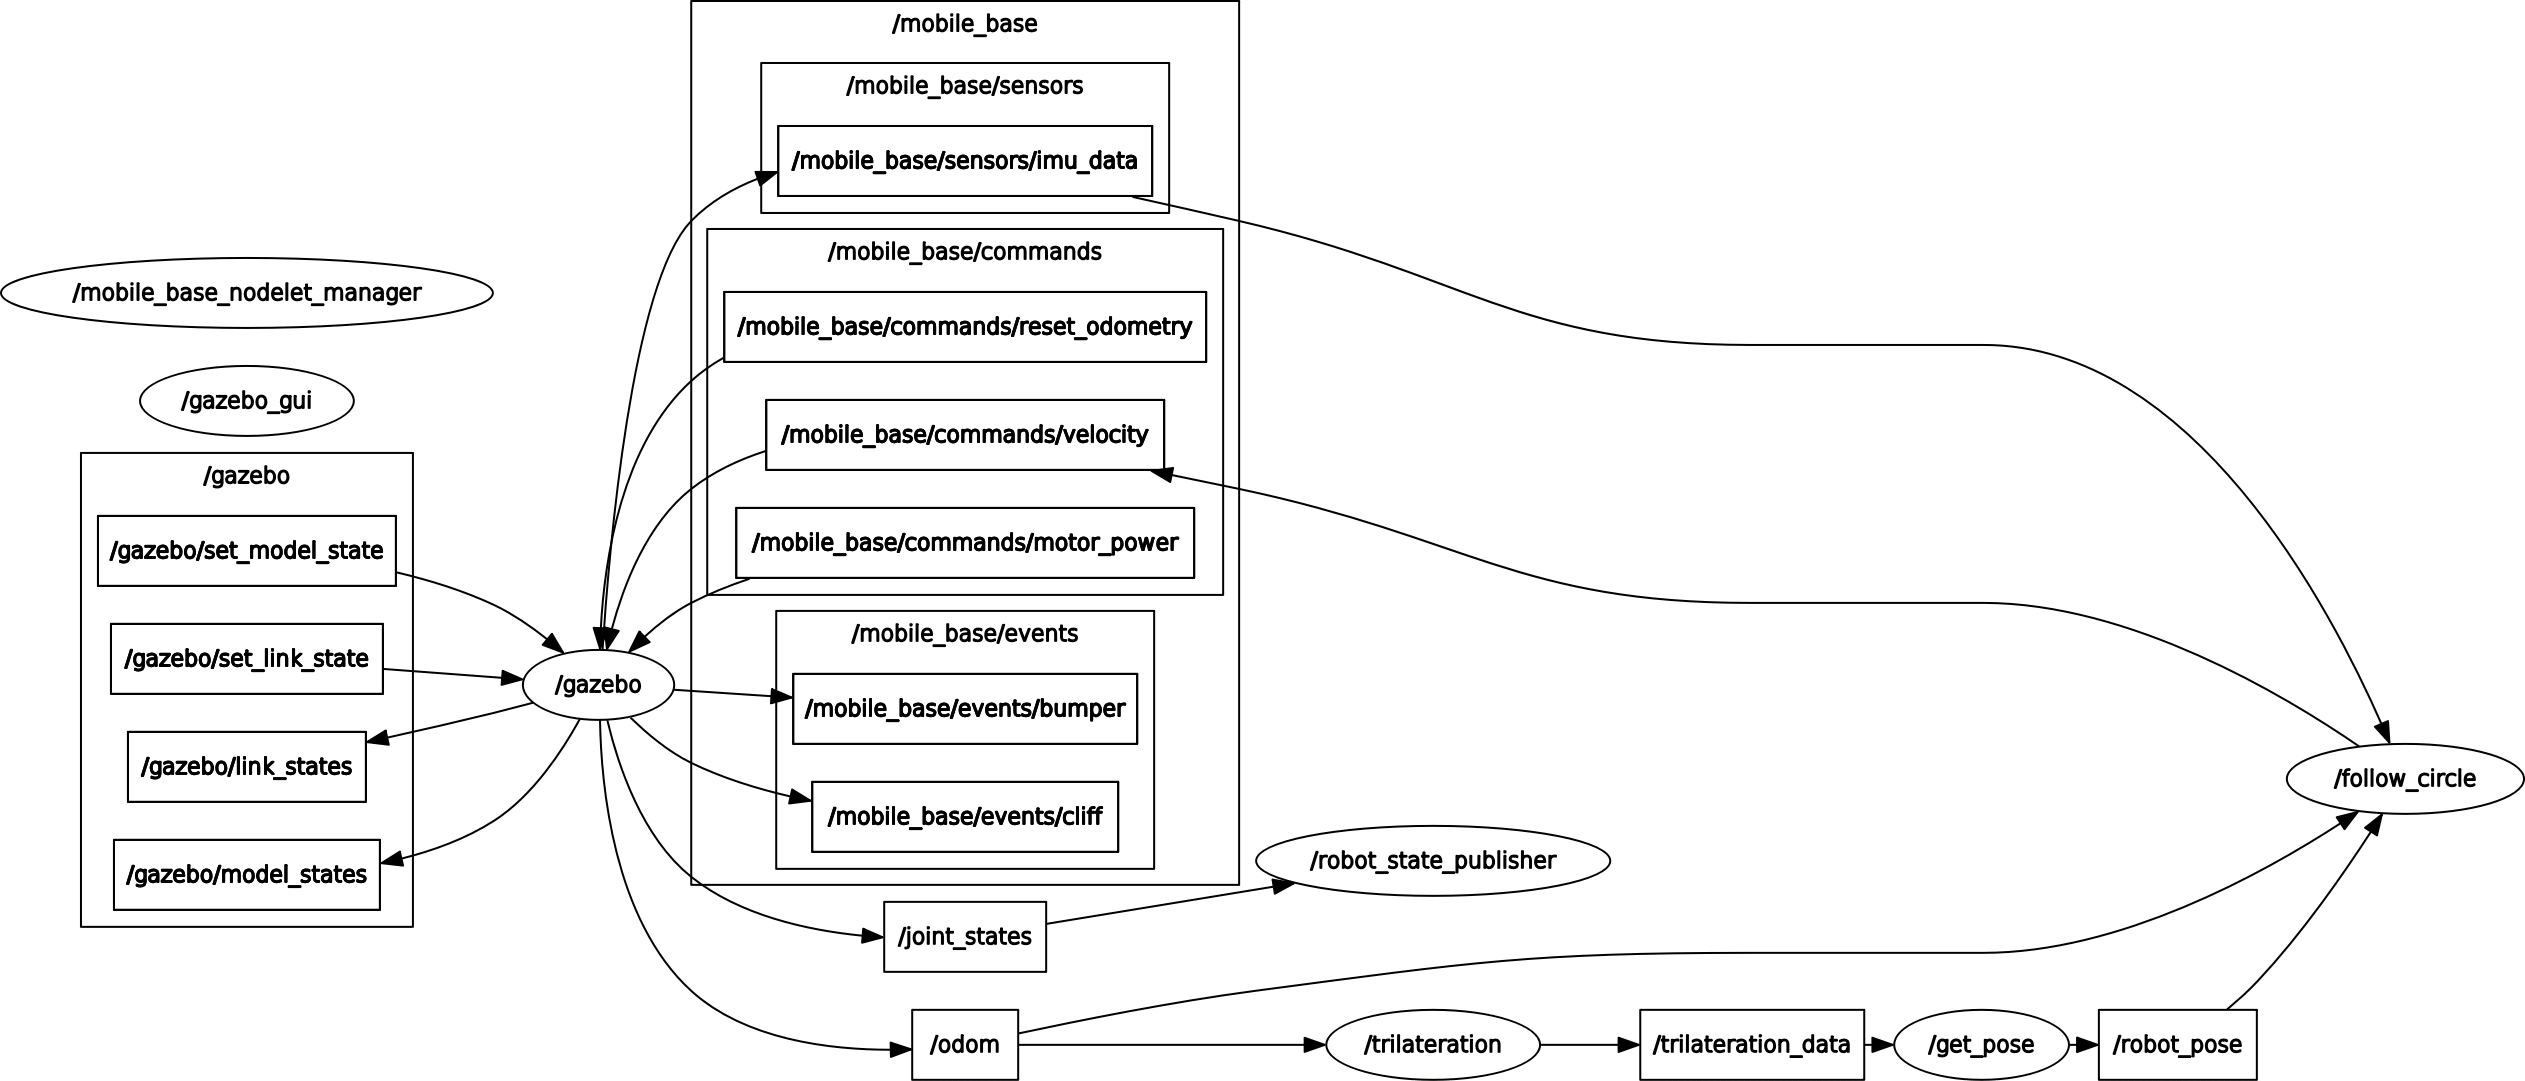 /mobile_base
/mobile_base/sensors
/mobile_base/sensors/imu_data
/mobile_base/commands
/mobile_base/commands/reset_odometry
/mobile_base/commands/velocity
/mobile_base/commands/motor_power
/mobile_base/events
/mobile_base/events/bumper
/mobile_base/events/cliff
/mobile_base_nodelet_manager
/gazebo_gui
/gazebo
/gazebo/set_model_state
/gazebo/set_link_state
/gazebo/link_states
/gazebo/model_states
/gazebo
/joint_states
/robot_state_publisher
/follow_circle
/odom
/trilateration
/trilateration_data
/get_pose
/robot_pose